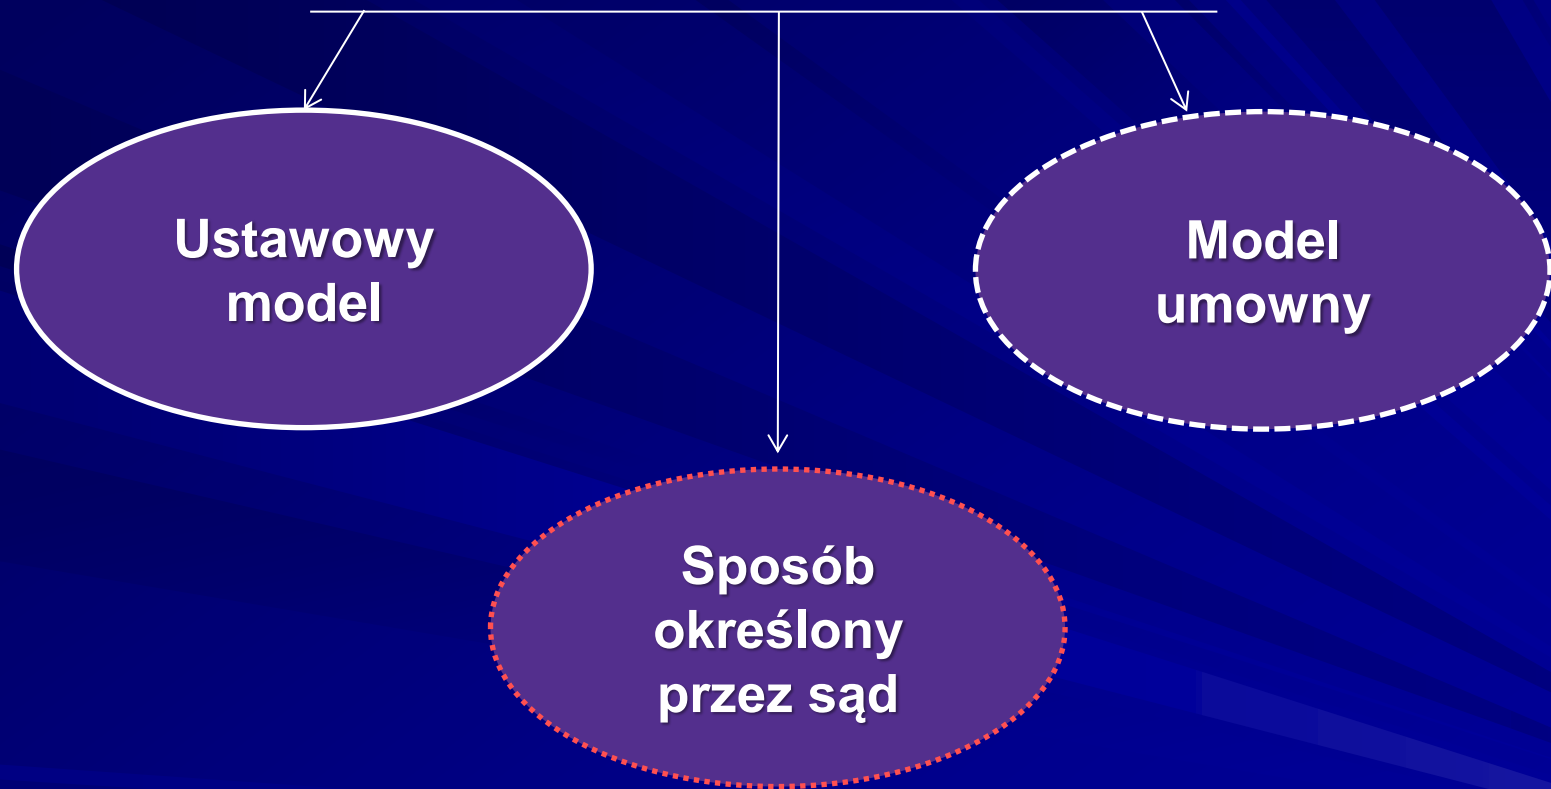 Ustawowy
model
Model
umowny
Sposób
określony
przez sąd